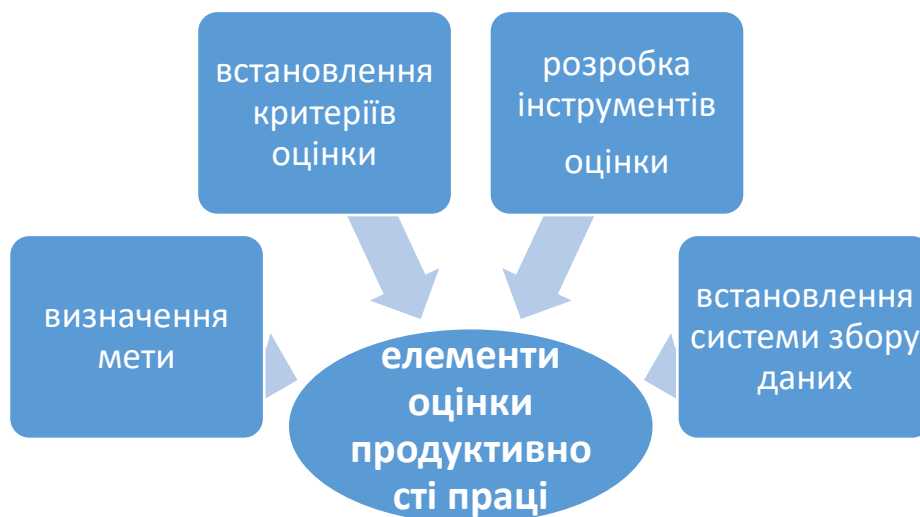 встановлення
критеріїв
оцінки
розробка
інструментів
оцінки
визначення
мети
встановлення
системи збору
даних
елементи
оцінки
продуктивно
сті праці